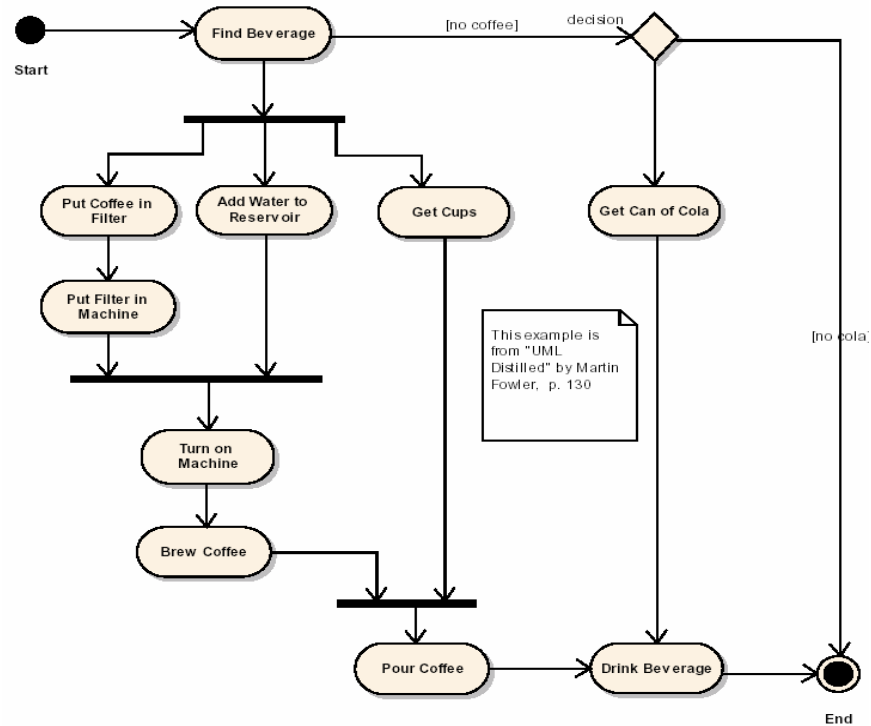 Find Beverage
[no coffee]
decision
Start
Put Coffee in
Filter
Add Water to
Reservoir
Get Cups
Get Can of Cola
Put Filter in
Machine
This example is
from "UML
Distilled" by Martin
Fowler, p. 130
[no cola]
Turn on
Machine
Brew Coffee
Pour Coffee
Drink Beverage
End